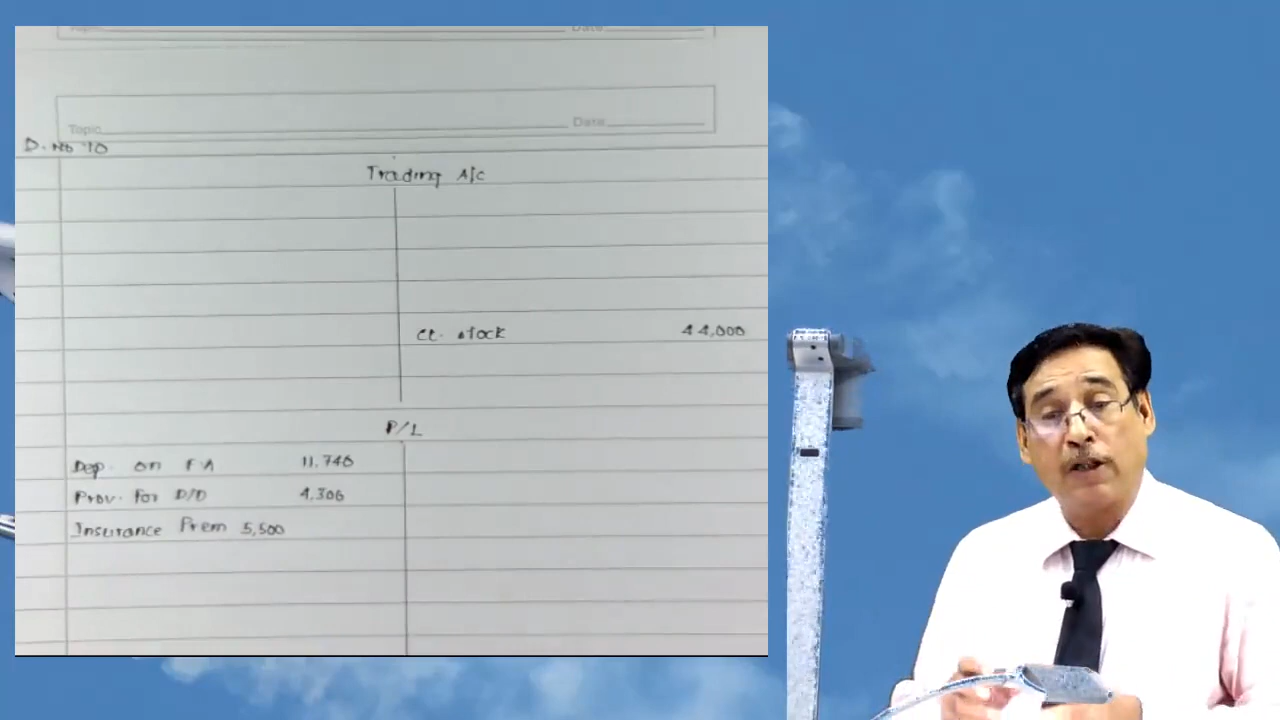 Topic Date
Topic Date
D. No 10
Trading A/c
Cl. stock 44,000
P/L
Dep. on F.A 11,740
Prov. for D/D 4,306
Insurance Prem 5,500